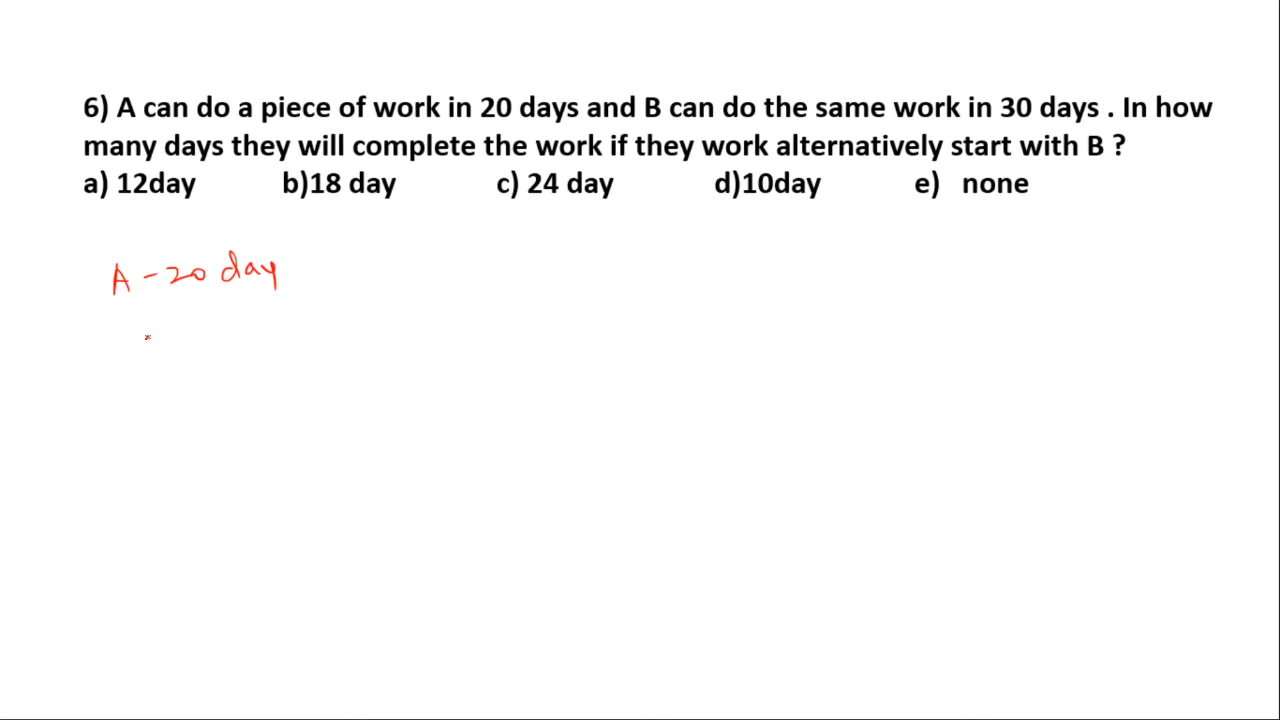 6) A can do a piece of work in 20 days and B can do the same work in 30 days . In how
many days they will complete the work if they work alternatively start with B ?
a) 12day b)18 day c) 24 day d)10day e) none
A - 20 day